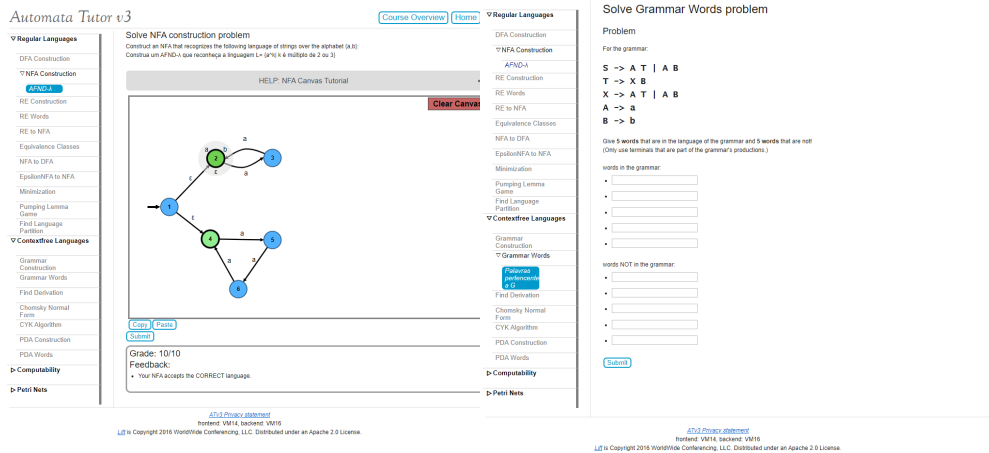 Automata Tutor v3
Course Overview
Home
▽ Regular Languages
DFA Construction
▽ NFA Construction
AFND-λ
RE Construction
RE Words
RE to NFA
Equivalence Classes
NFA to DFA
EpsilonNFA to NFA
Minimization
Pumping Lemma
Game
Find Language
Partition
▽ Contextfree Languages
Grammar
Construction
Grammar Words
Find Derivation
Chomsky Normal
Form
CYK Algorithm
PDA Construction
PDA Words
▷ Computability
▷ Petri Nets
Solve NFA construction problem
Construct an NFA that recognizes the following language of strings over the alphabet {a,b}:
Construa um AFND-λ que reconheça a linguagem L= {a^k| k é múltiplo de 2 ou 3}
HELP: NFA Canvas Tutorial
Clear Canvas
a
a b
2
ε
3
a
ε
1
ε
4
a
5
a
a
6
Copy
Paste
Submit
Grade: 10/10
Feedback:
• Your NFA accepts the CORRECT language.
ATv3 Privacy statement
frontend: VM14, backend: VM16
Lift is Copyright 2016 WorldWide Conferencing, LLC. Distributed under an Apache 2.0 License.
▽ Regular Languages
DFA Construction
▽ NFA Construction
AFND-λ
RE Construction
RE Words
RE to NFA
Equivalence Classes
NFA to DFA
EpsilonNFA to NFA
Minimization
Pumping Lemma
Game
Find Language
Partition
▽ Contextfree Languages
Grammar
Construction
▽ Grammar Words
Palavras
pertencente
a G
Find Derivation
Chomsky Normal
Form
CYK Algorithm
PDA Construction
PDA Words
▷ Computability
▷ Petri Nets
Solve Grammar Words problem
Problem
For the grammar:
S -> A T | A B
T -> X B
X -> A T | A B
A -> a
B -> b
Give 5 words that are in the language of the grammar and 5 words that are not!
(Only use terminals that are part of the grammar's productions.)
words in the grammar:
words NOT in the grammar:
Submit
ATv3 Privacy statement
frontend: VM14, backend: VM16
Lift is Copyright 2016 WorldWide Conferencing, LLC. Distributed under an Apache 2.0 License.